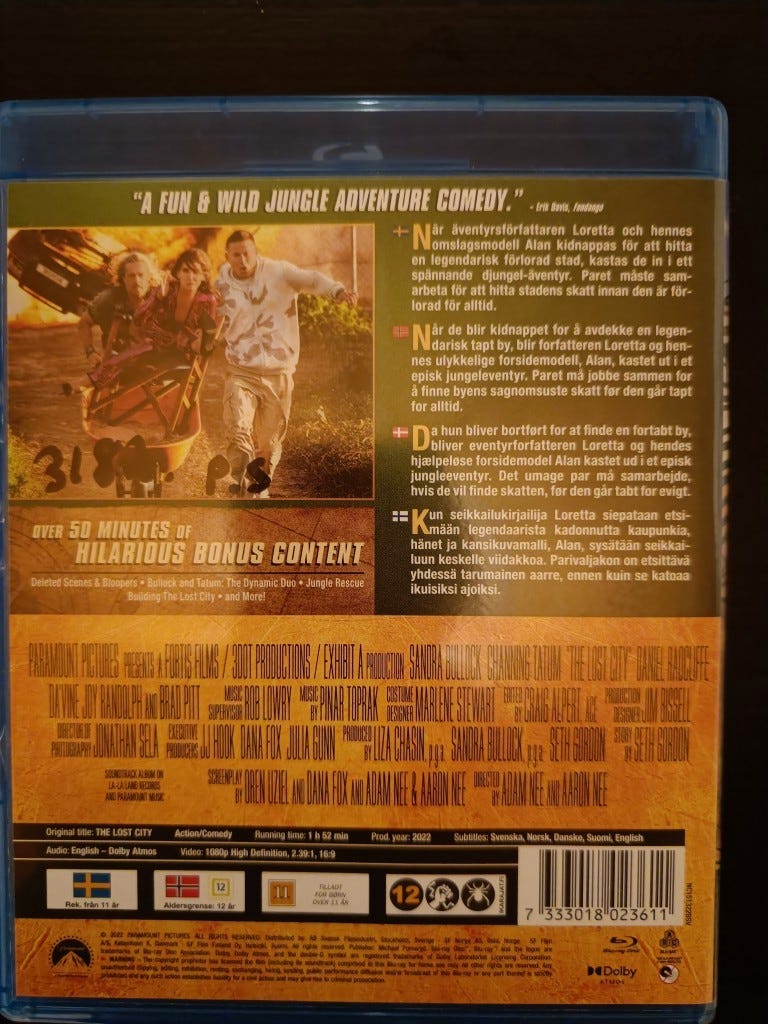 "A FUN & WILD JUNGLE ADVENTURE COMEDY." - Erik Davis, Fandango
När äventyrsförfattaren Loretta och hennes
omslagsmodell Alan kidnappas för att hitta
en legendarisk förlorad stad, kastas de in i ett
spännande djungel-äventyr. Paret måste sam-
arbeta för att hitta stadens skatt innan den är för-
lorad för alltid.
Når de blir kidnappet for å avdekke en legen-
darisk tapt by, blir forfatteren Loretta og hen-
nes ulykkelige forsidemodell, Alan, kastet ut i et
episk jungeleventyr. Paret må jobbe sammen for
å finne byens sagnomsuste skatt før den går tapt
for alltid.
Da hun bliver bortført for at finde en fortabt by,
bliver eventyrforfatteren Loretta og hendes
hjælpeløse forsidemodel Alan kastet ud i et episk
jungleeventyr. Det umage par må samarbejde,
hvis de vil finde skatten, før den går tabt for evigt.
Kun seikkailukirjailija Loretta siepataan etsi-
mään legendaarista kadonnutta kaupunkia,
hänet ja kansikuvamalli, Alan, sysätään seikkai-
luun keskelle viidakkoa. Parivaljakon on etsittävä
yhdessä tarumainen aarre, ennen kuin se katoaa
ikuisiksi ajoiksi.
P.S
OVER 50 MINUTES OF
HILARIOUS BONUS CONTENT
Deleted Scenes & Bloopers • Bullock and Tatum: The Dynamic Duo • Jungle Rescue
Building The Lost City • and More!
PARAMOUNT PICTURES PRESENTS A FORTIS FILMS / 3DOT PRODUCTIONS / EXHIBIT A PRODUCTION SANDRA BULLOCK CHANNING TATUM "THE LOST CITY" DANIEL RADCLIFFE
DA'VINE JOY RANDOLPH AND BRAD PITT MUSIC SUPERVISOR ROB LOWRY MUSIC BY PINAR TOPRAK COSTUME DESIGNER MARLENE STEWART EDITED BY CRAIG ALPERT, ACE PRODUCTION DESIGNER JIM BISSELL
DIRECTOR OF PHOTOGRAPHY JONATHAN SELA EXECUTIVE PRODUCERS JJ HOOK DANA FOX JULIA GUNN PRODUCED BY LIZA CHASIN, p.g.a. SANDRA BULLOCK, p.g.a. SETH GORDON STORY BY SETH GORDON
SOUNDTRACK ALBUM ON LA-LA LAND RECORDS AND PARAMOUNT MUSIC SCREENPLAY BY OREN UZIEL AND DANA FOX AND ADAM NEE & AARON NEE DIRECTED BY ADAM NEE AND AARON NEE
Original title: THE LOST CITY Action/Comedy Running time: 1 h 52 min Prod. year: 2022 Subtitles: Svenska, Norsk, Danske, Suomi, English
Audio: English – Dolby Atmos Video: 1080p High Definition, 2.39:1, 16:9
Rek. från 11 år
12
Aldersgrense: 12 år
11
TILLADT
FOR BØRN
OVER 11 ÅR
12
IKARAJAT.FI
7 333018 023611
© 2022 PARAMOUNT PICTURES. ALL RIGHTS RESERVED.
Paramount
Blu-ray Disc
Dolby
ATMOS